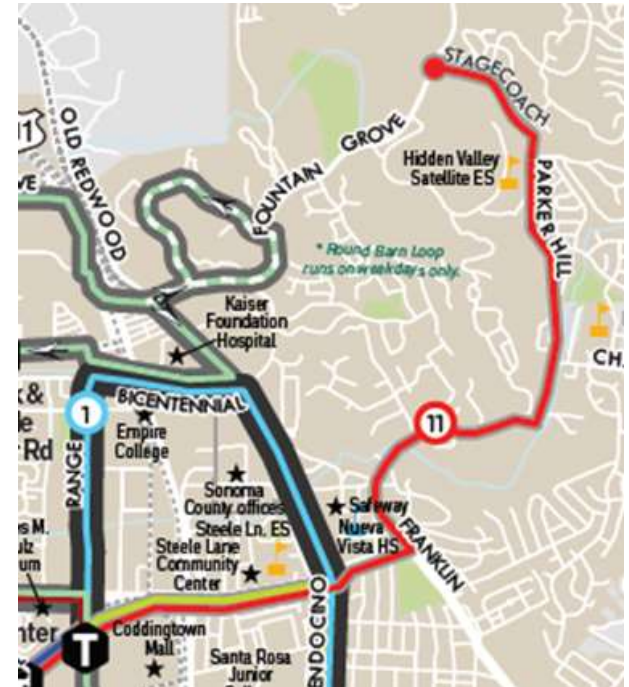 STAGECOACH
OLD REDWOOD
FOUNTAIN GROVE
Hidden Valley
Satellite ES
PARKER HILL
* Round Barn Loop
runs on weekdays only.
Kaiser
Foundation
Hospital
BICENTENNIAL
1
RANGE
Empire
College
11
Sonoma
County offices
Steele Ln. ES
Steele Lane
Community
Center
Safeway
Nueva
Vista HS
FRANKLIN
Coddingtown
Mall
T
Santa Rosa
Junior
Rd